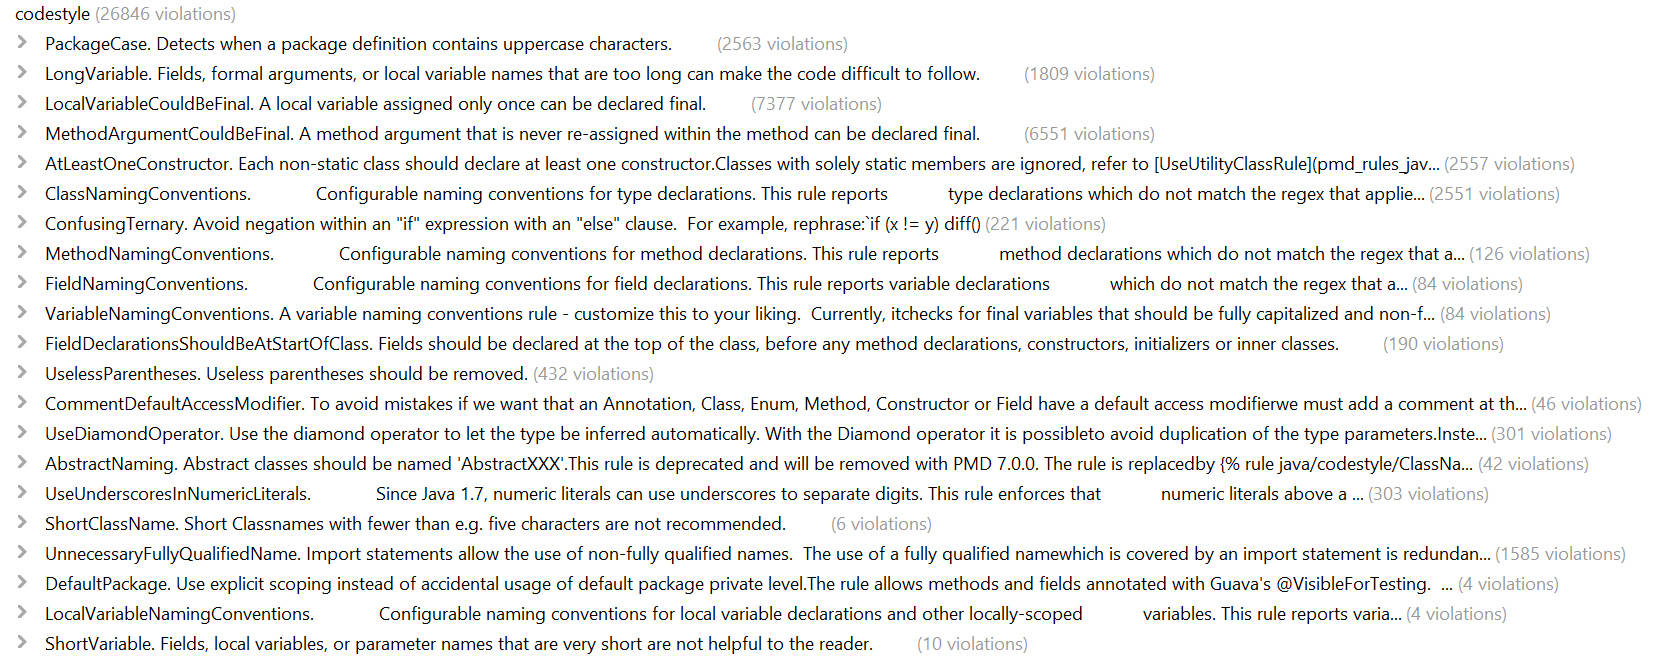 codestyle (26846 violations)
PackageCase. Detects when a package definition contains uppercase characters. (2563 violations)
LongVariable. Fields, formal arguments, or local variable names that are too long can make the code difficult to follow. (1809 violations)
LocalVariableCouldBeFinal. A local variable assigned only once can be declared final. (7377 violations)
MethodArgumentCouldBeFinal. A method argument that is never re-assigned within the method can be declared final. (6551 violations)
AtLeastOneConstructor. Each non-static class should declare at least one constructor.Classes with solely static members are ignored, refer to [UseUtilityClassRule](pmd_rules_jav... (2557 violations)
ClassNamingConventions. Configurable naming conventions for type declarations. This rule reports type declarations which do not match the regex that applie... (2551 violations)
ConfusingTernary. Avoid negation within an "if" expression with an "else" clause. For example, rephrase:`if (x != y) diff() (221 violations)
MethodNamingConventions. Configurable naming conventions for method declarations. This rule reports method declarations which do not match the regex that a... (126 violations)
FieldNamingConventions. Configurable naming conventions for field declarations. This rule reports variable declarations which do not match the regex that a... (84 violations)
VariableNamingConventions. A variable naming conventions rule - customize this to your liking. Currently, itchecks for final variables that should be fully capitalized and non-f... (84 violations)
FieldDeclarationsShouldBeAtStartOfClass. Fields should be declared at the top of the class, before any method declarations, constructors, initializers or inner classes. (190 violations)
UselessParentheses. Useless parentheses should be removed. (432 violations)
CommentDefaultAccessModifier. To avoid mistakes if we want that an Annotation, Class, Enum, Method, Constructor or Field have a default access modifierwe must add a comment at th... (46 violations)
UseDiamondOperator. Use the diamond operator to let the type be inferred automatically. With the Diamond operator it is possibleto avoid duplication of the type parameters.Inste... (301 violations)
AbstractNaming. Abstract classes should be named 'AbstractXXX'.This rule is deprecated and will be removed with PMD 7.0.0. The rule is replacedby {% rule java/codestyle/ClassNa... (42 violations)
UseUnderscoresInNumericLiterals. Since Java 1.7, numeric literals can use underscores to separate digits. This rule enforces that numeric literals above a ... (303 violations)
ShortClassName. Short Classnames with fewer than e.g. five characters are not recommended. (6 violations)
UnnecessaryFullyQualifiedName. Import statements allow the use of non-fully qualified names. The use of a fully qualified namewhich is covered by an import statement is redundan... (1585 violations)
DefaultPackage. Use explicit scoping instead of accidental usage of default package private level.The rule allows methods and fields annotated with Guava's @VisibleForTesting. ... (4 violations)
LocalVariableNamingConventions. Configurable naming conventions for local variable declarations and other locally-scoped variables. This rule reports varia... (4 violations)
ShortVariable. Fields, local variables, or parameter names that are very short are not helpful to the reader. (10 violations)